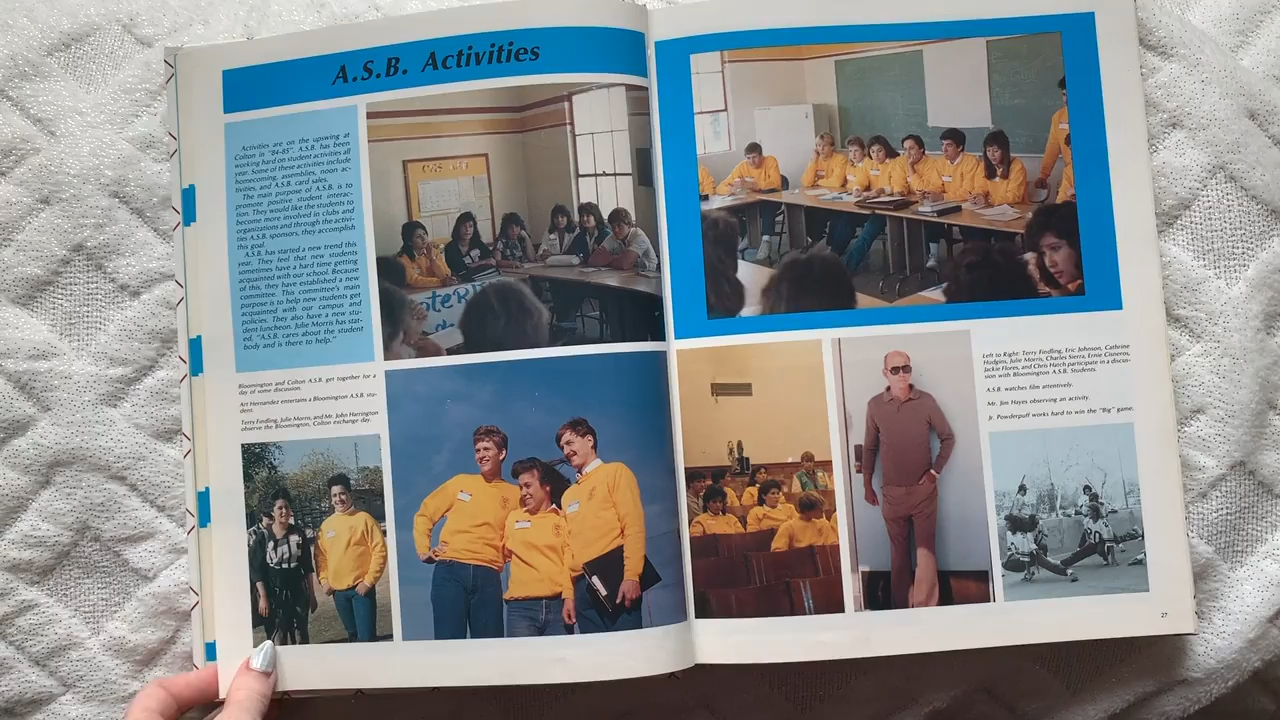 A.S.B. Activities
Activities are on the upswing at
Colton in "84-85". A.S.B. has been
working hard on student activities all
year. Some of these activities include
homecoming, assemblies, noon ac-
tivities, and A.S.B. card sales.
The main purpose of A.S.B. is to
promote positive student interac-
tion. They would like the students to
become more involved in clubs and
organizations and through the activi-
ties A.S.B. sponsors, they accomplish
this goal.
A.S.B. has started a new trend this
year. They feel that new students
sometimes have a hard time getting
acquainted with our school. Because
of this, they have established a new
committee. This committee's main
purpose is to help new students get
acquainted with our campus and
policies. They also have a new stu-
dent luncheon. Julie Morris has stat-
ed, "A.S.B. cares about the student
body and is there to help."
Bloomington and Colton A.S.B. get together for a
day of some discussion.
Art Hernandez entertains a Bloomington A.S.B. stu-
dent.
Terry Findling, Julie Morris, and Mr. John Harrington
observe the Bloomington, Colton exchange day.
Left to Right: Terry Findling, Eric Johnson, Cathrine
Hudgins, Julie Morris, Charles Sierra, Ernie Cisneros,
Jackie Flores, and Chris Hatch participate in a discus-
sion with Bloomington A.S.B. Students.
A.S.B. watches film attentively.
Mr. Jim Hayes observing an activity.
Jr. Powderpuff works hard to win the "Big" game.
27